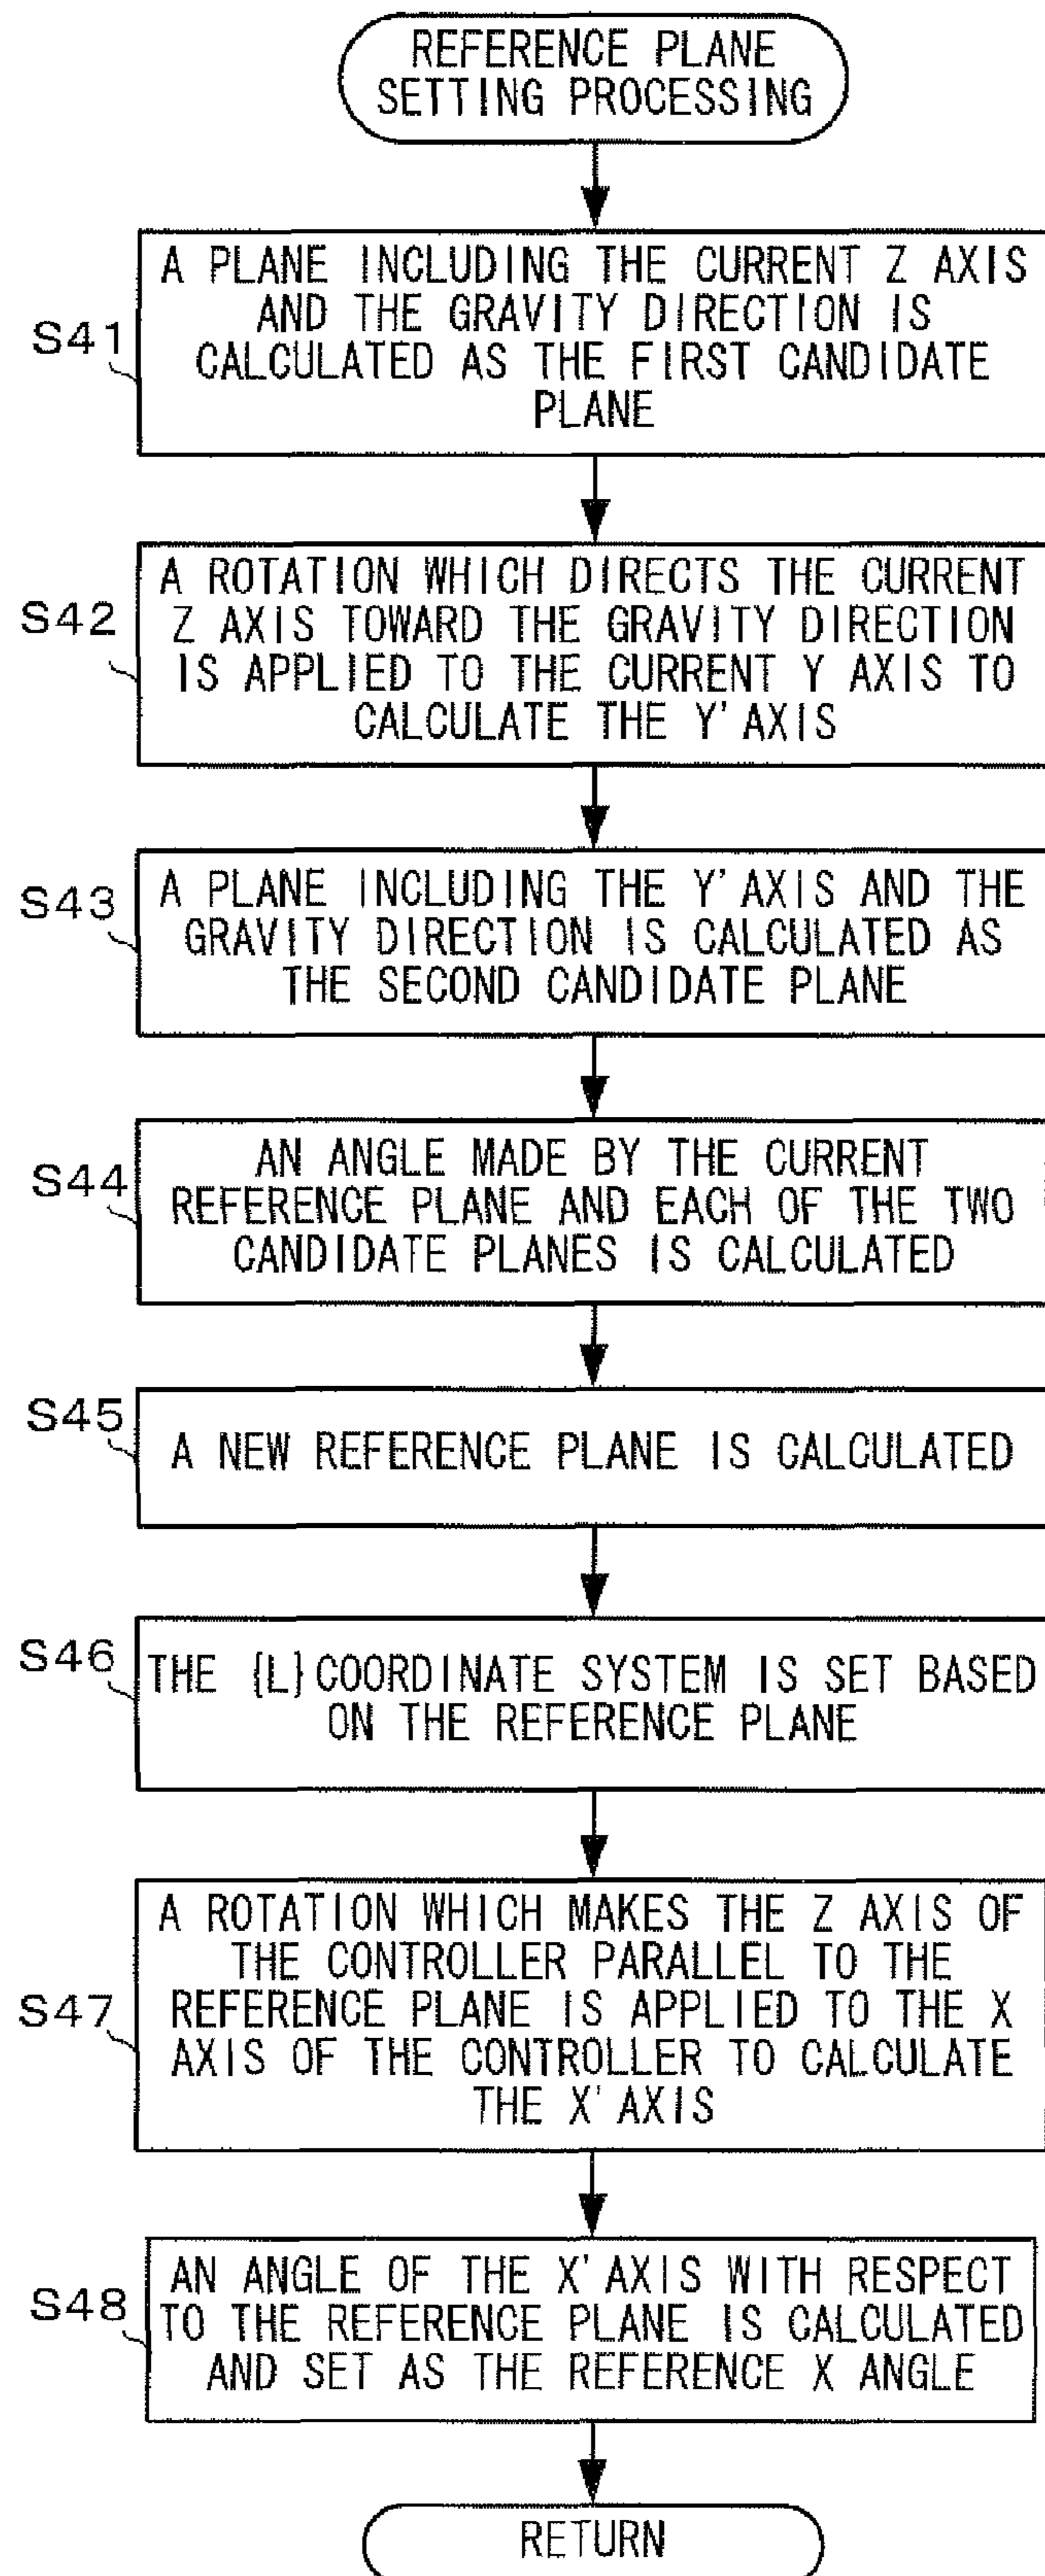 REFERENCE PLANE
SETTING PROCESSING
S41
A PLANE INCLUDING THE CURRENT Z AXIS
AND THE GRAVITY DIRECTION IS
CALCULATED AS THE FIRST CANDIDATE
PLANE
S42
A ROTATION WHICH DIRECTS THE CURRENT
Z AXIS TOWARD THE GRAVITY DIRECTION
IS APPLIED TO THE CURRENT Y AXIS TO
CALCULATE THE Y'AXIS
S43
A PLANE INCLUDING THE Y'AXIS AND THE
GRAVITY DIRECTION IS CALCULATED AS
THE SECOND CANDIDATE PLANE
S44
AN ANGLE MADE BY THE CURRENT
REFERENCE PLANE AND EACH OF THE TWO
CANDIDATE PLANES IS CALCULATED
S45
A NEW REFERENCE PLANE IS CALCULATED
S46
THE {L}COORDINATE SYSTEM IS SET BASED
ON THE REFERENCE PLANE
S47
A ROTATION WHICH MAKES THE Z AXIS OF
THE CONTROLLER PARALLEL TO THE
REFERENCE PLANE IS APPLIED TO THE X
AXIS OF THE CONTROLLER TO CALCULATE
THE X'AXIS
S48
AN ANGLE OF THE X'AXIS WITH RESPECT
TO THE REFERENCE PLANE IS CALCULATED
AND SET AS THE REFERENCE X ANGLE
RETURN